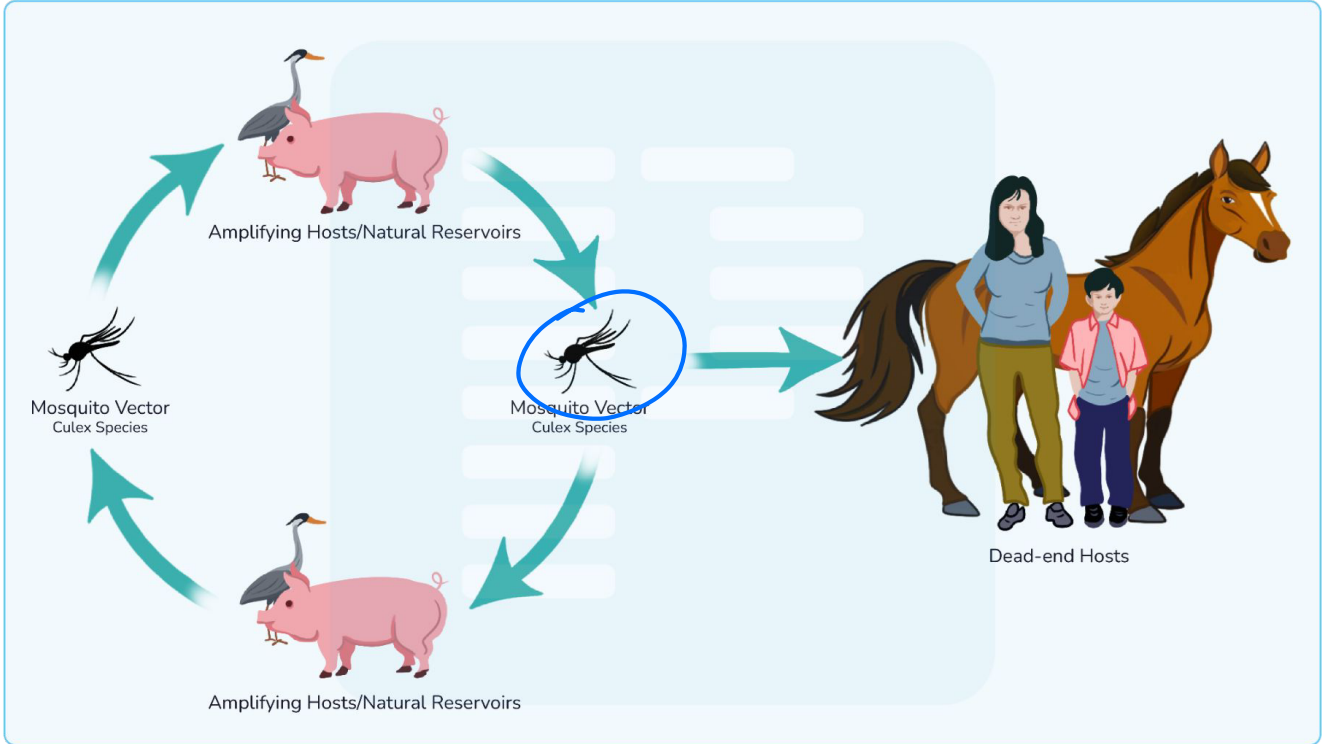 Amplifying Hosts/Natural Reservoirs
Mosquito Vector
Culex Species
Mosquito Vector
Culex Species
Dead-end Hosts
Amplifying Hosts/Natural Reservoirs